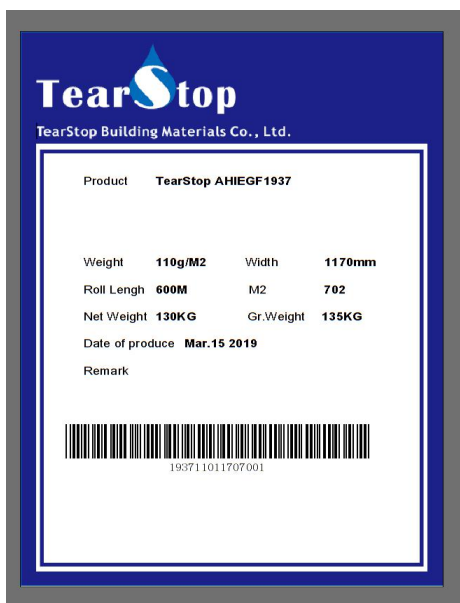 TearStop
TearStop Building Materials Co., Ltd.
Product TearStop AHIEGF1937
Weight 110g/M2 Width 1170mm
Roll Lengh 600M M2 702
Net Weight 130KG Gr.Weight 135KG
Date of produce Mar.15 2019
Remark
193711011707001